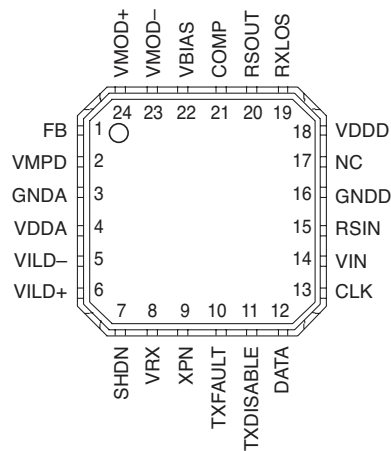 VMOD+
VMOD–
VBIAS
COMP
RSOUT
RXLOS
24
23
22
21
20
19
FB 1
VMPD 2
GNDA 3
VDDA 4
VILD– 5
VILD+ 6
18 VDDD
17 NC
16 GNDD
15 RSIN
14 VIN
13 CLK
7
8
9
10
11
12
SHDN
VRX
XPN
TXFAULT
TXDISABLE
DATA